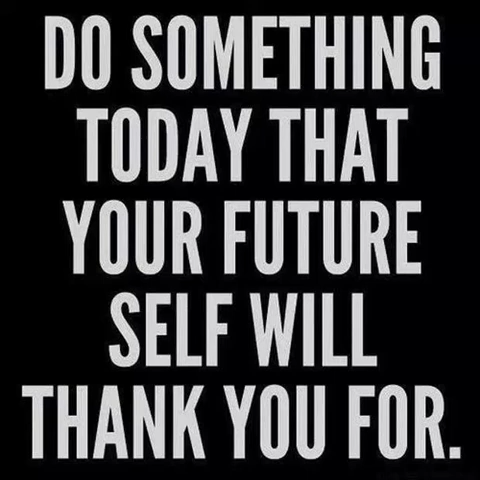 DO SOMETHING
TODAY THAT
YOUR FUTURE
SELF WILL
THANK YOU FOR.